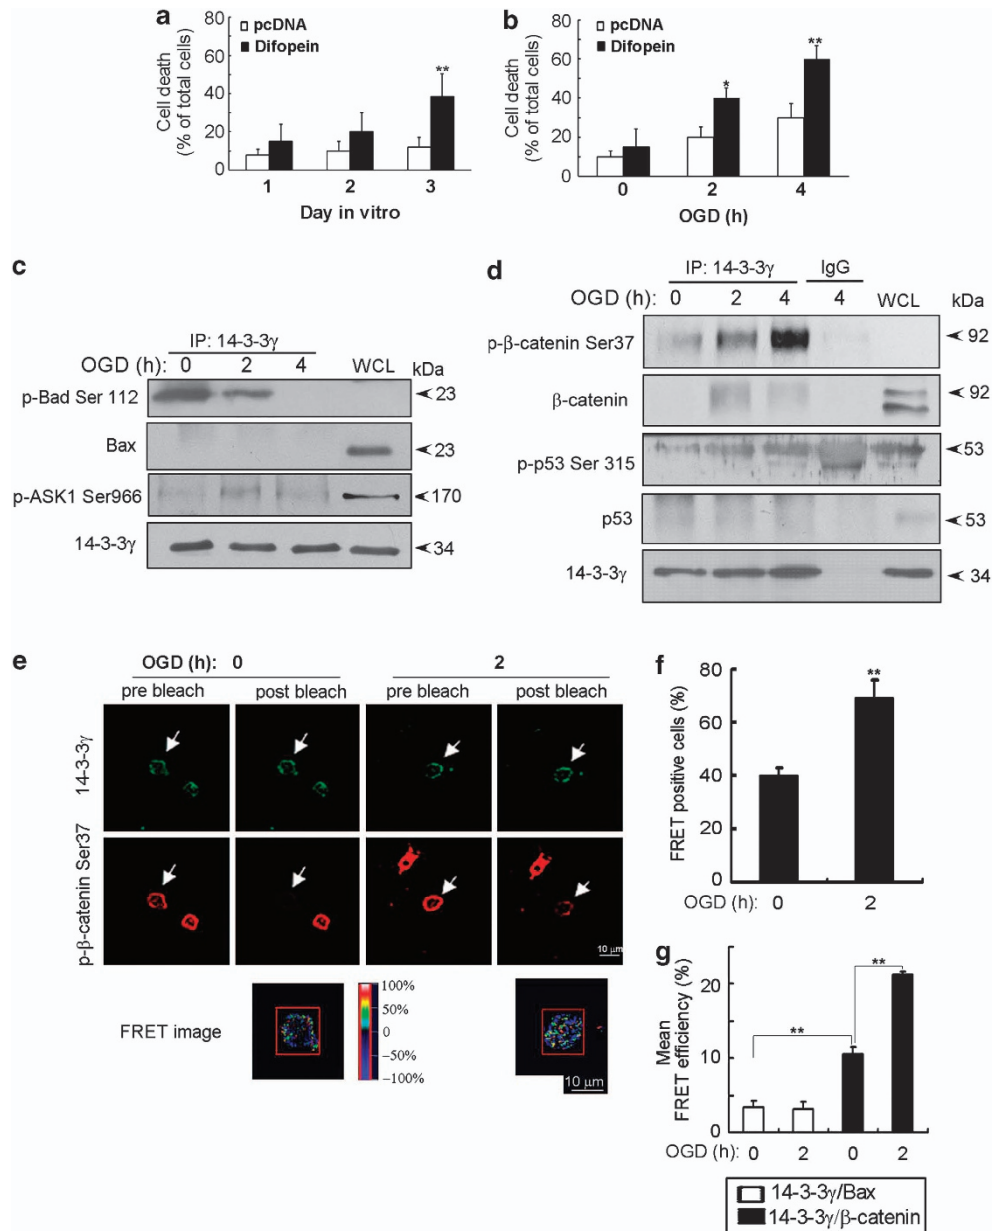 a
pcDNA
Difopein
Cell death
(% of total cells)
80
60
40
20
0
1 2 3
Day in vitro
**
b
pcDNA
Difopein
Cell death
(% of total cells)
80
60
40
20
0
0 2 4
OGD (h)
* **
c
IP: 14-3-3γ
OGD (h): 0 2 4 WCL kDa
p-Bad Ser 112 23
Bax 23
p-ASK1 Ser966 170
14-3-3γ 34
d
IP: 14-3-3γ IgG
OGD (h): 0 2 4 4 WCL kDa
p-β-catenin Ser37 92
β-catenin 92
p-p53 Ser 315 53
p53 53
14-3-3γ 34
e
OGD (h): 0 2
pre bleach post bleach pre bleach post bleach
14-3-3γ
p-β-catenin Ser37
10 μm
FRET image
100%
50%
0
−50%
−100%
10 μm
f
FRET positive cells (%)
80
60
40
20
0
**
OGD (h): 0 2
g
Mean
FRET efficiency (%)
20
10
0
** **
OGD (h): 0 2 0 2
14-3-3γ/Bax
14-3-3γ/β-catenin